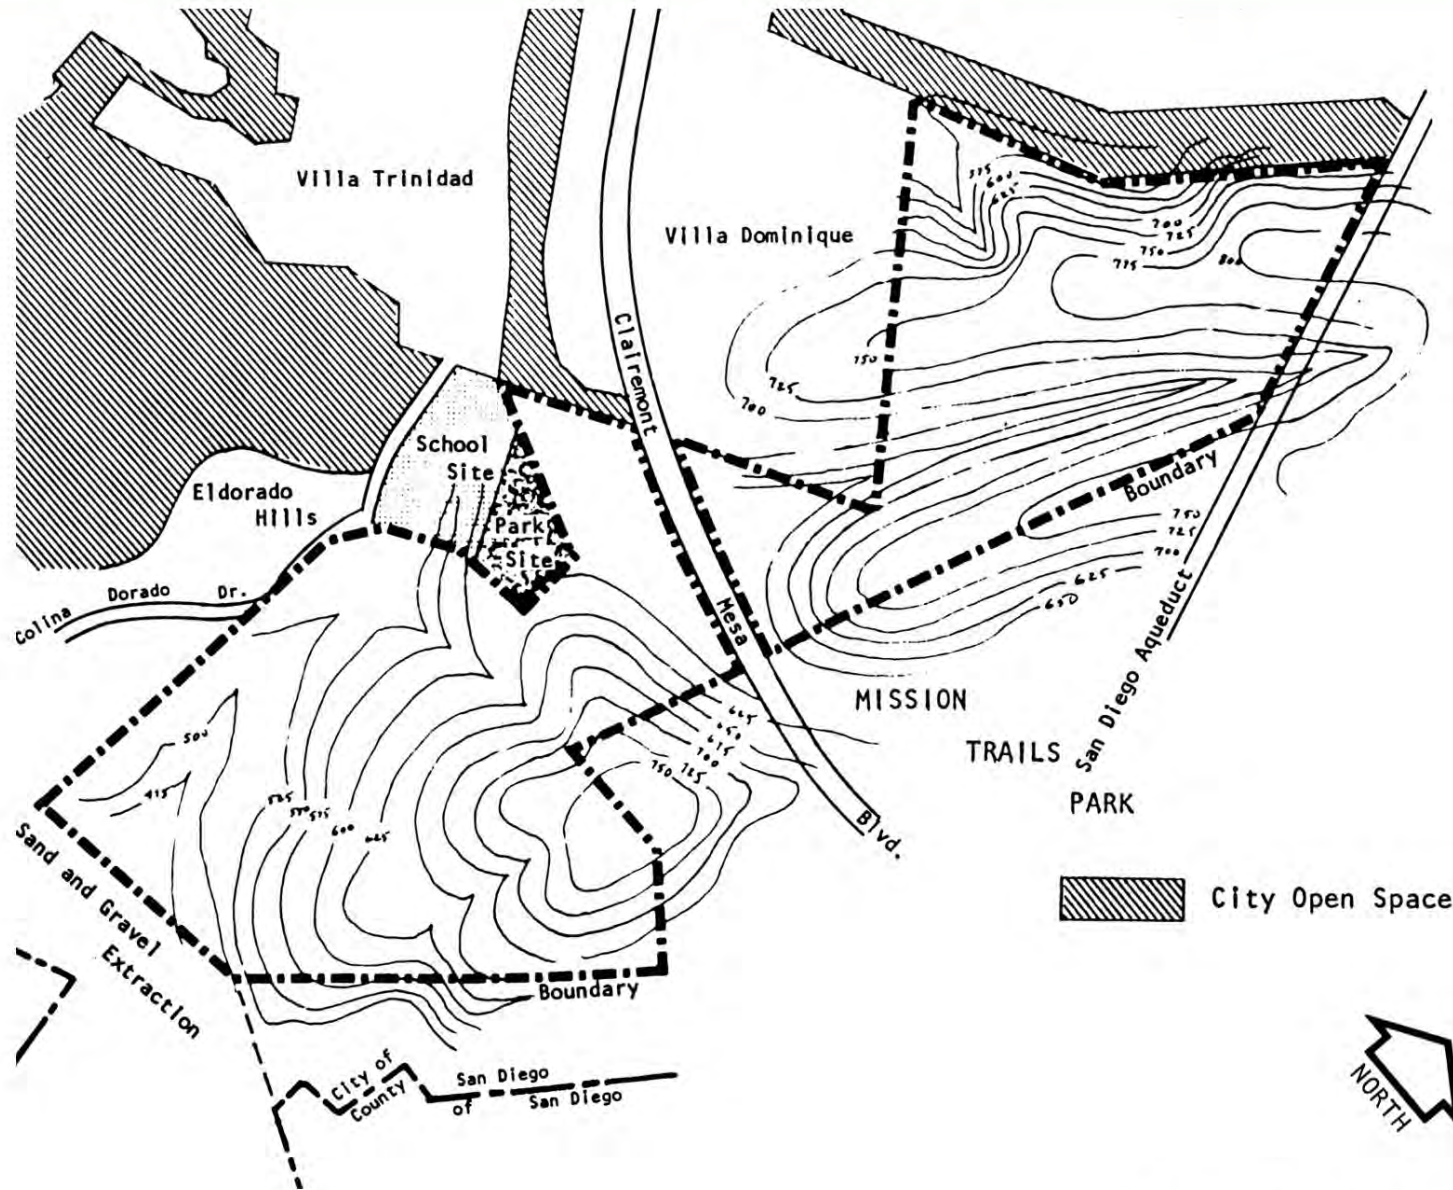 Villa Trinidad
Villa Dominique
575
600
625
700
725
750
775
800
Clairemont
750
725
700
School
Site
Eldorado
Hills
Park
Site
Boundary
750
725
700
625
650
Colina Dorado Dr.
Mesa
San Diego Aqueduct
MISSION
TRAILS
PARK
625
650
675
700
725
750
500
475
525
550
575
600
625
Blvd.
Sand and Gravel
Extraction
City Open Space
Boundary
City of San Diego
County of San Diego
NORTH